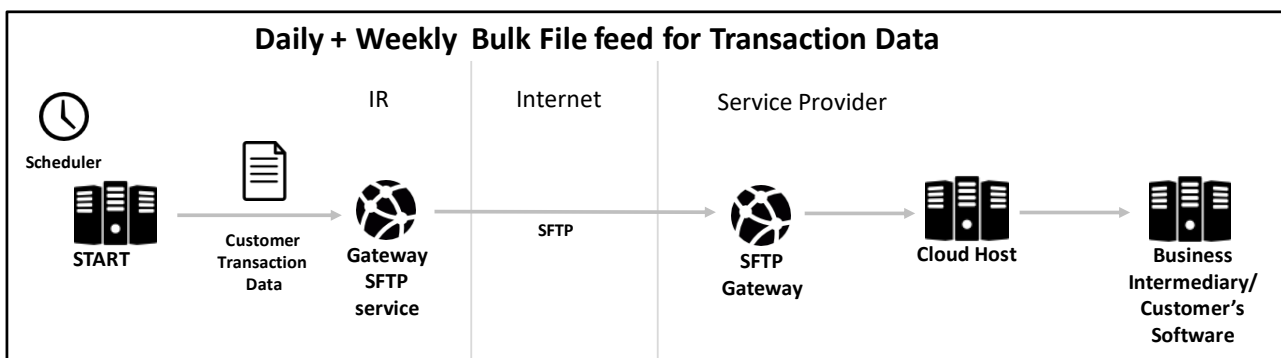 Daily + Weekly Bulk File feed for Transaction Data
IR
Internet
Service Provider
Scheduler
START
Customer
Transaction
Data
Gateway
SFTP
service
SFTP
SFTP
Gateway
Cloud Host
Business
Intermediary/
Customer’s
Software